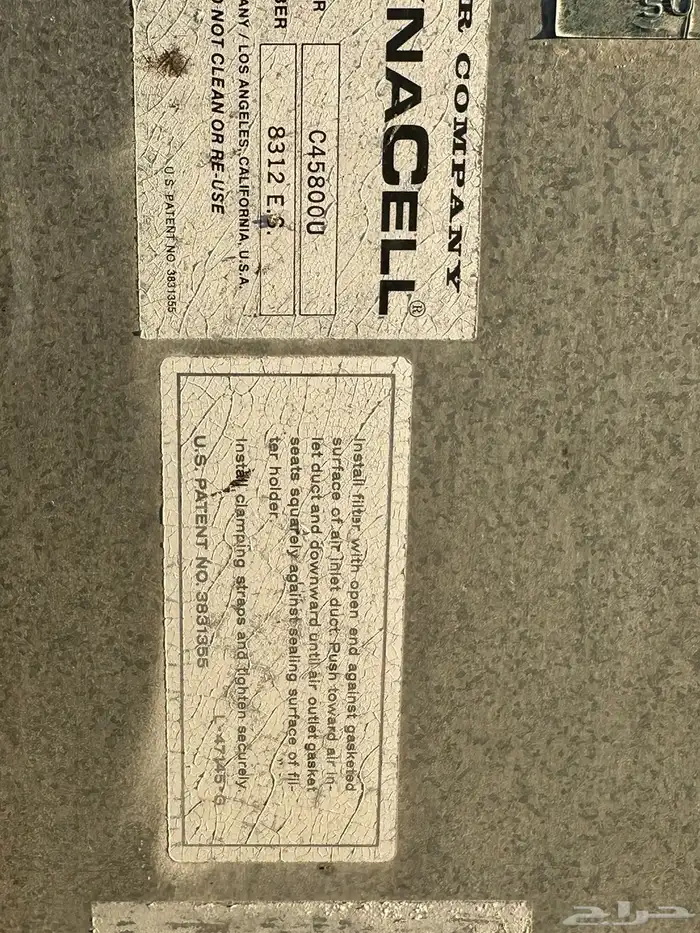 R COMPANY
NACELL®
R
C45800U
BER
8312 E.S.
ANY / LOS ANGELES, CALIFORNIA, U.S.A.
O NOT CLEAN OR RE-USE
U.S. PATENT NO. 3831355
Install filter with open end against gasketed
surface of air inlet duct. Push toward air in-
let duct and downward until air outlet gasket
seats squarely against sealing surface of fil-
ter holder.
Install clamping straps and tighten securely.
U.S. PATENT NO. 3831355
L-47145-G
حراج